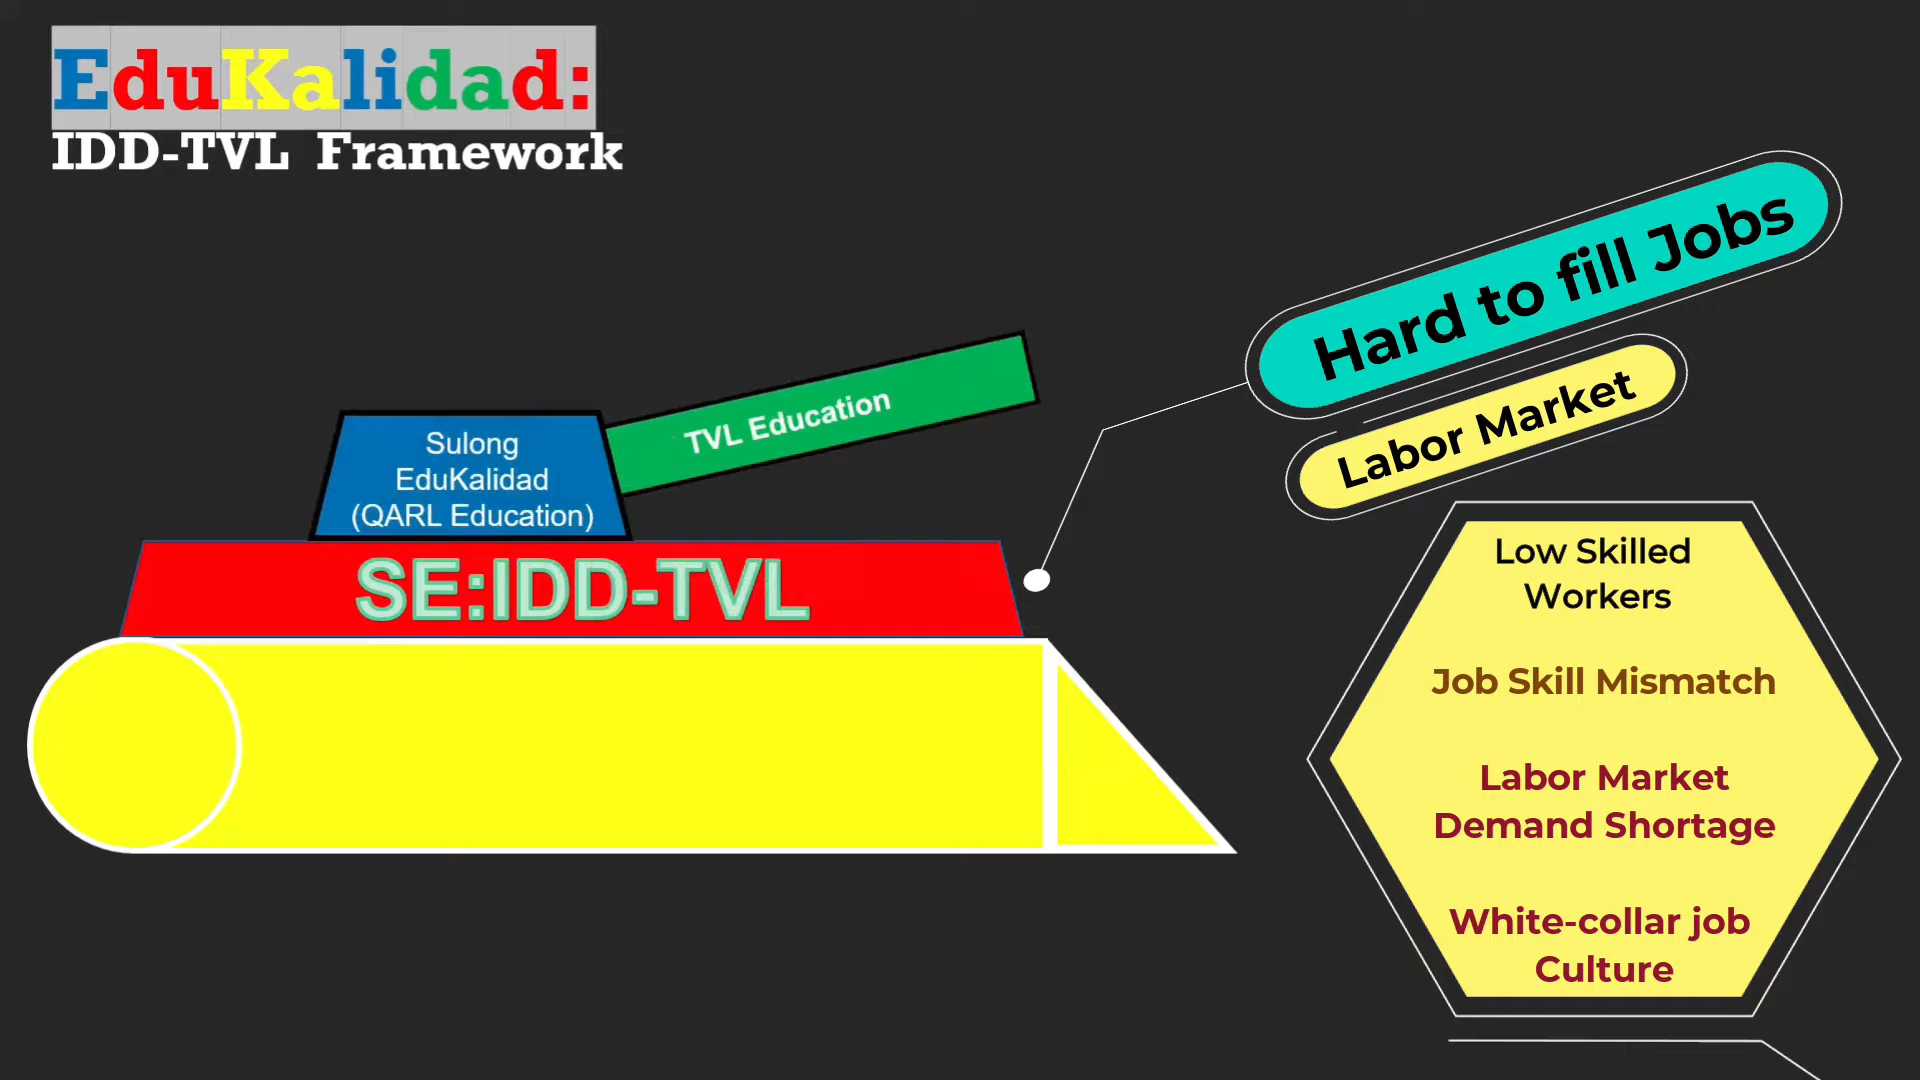 EduKalidad:
IDD-TVL Framework
Hard to fill Jobs
Labor Market
TVL Education
Sulong
EduKalidad
(QARL Education)
SE:IDD-TVL
Low Skilled
Workers
Job Skill Mismatch
Labor Market
Demand Shortage
White-collar job
Culture